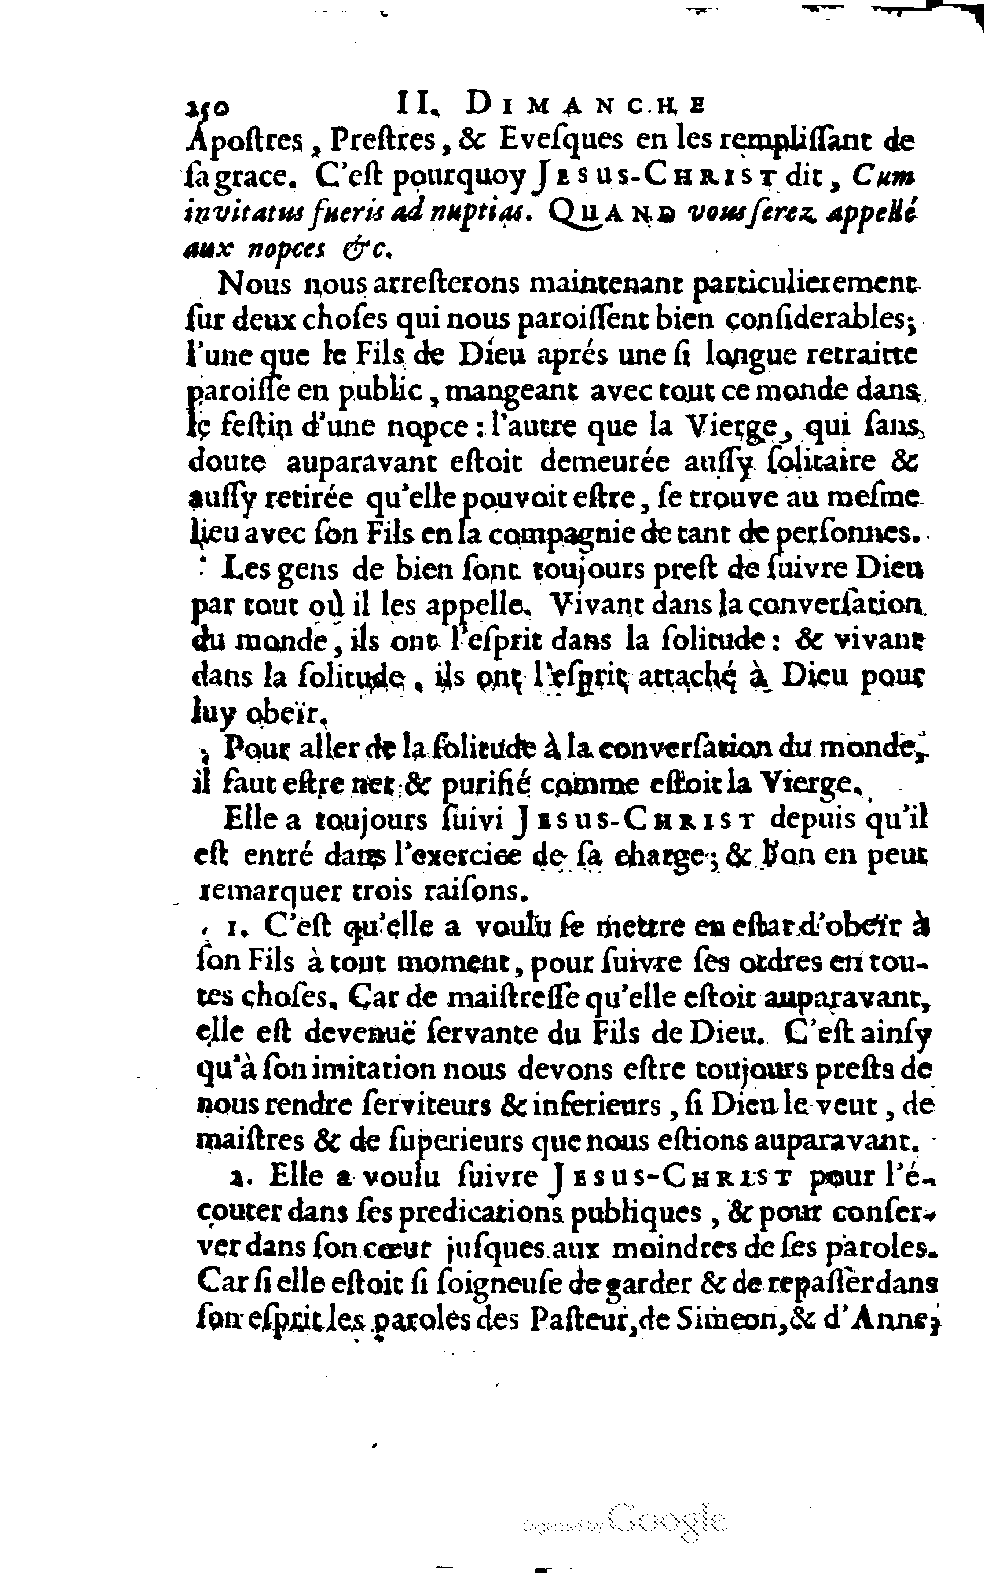 250 II. DIMANCHE
Apoſtres, Preſtres, & Eveſques en les rempliſſant de
ſa grace. C'eſt pourquoy JESUS-CHRIST dit, Cum
invitatus fueris ad nuptias. QUAND vous ſerez appellé
aux nopces &c.
Nous nous arreſterons maintenant particulierement
ſur deux choſes qui nous paroiſſent bien conſiderables;
l'une que le Fils de Dieu aprés une ſi longue retraitte
paroiſſe en public, mangeant avec tout ce monde dans
le feſtin d'une nopce : l'autre que la Vierge, qui ſans
doute auparavant eſtoit demeurée auſſy ſolitaire &
auſſy retirée qu'elle pouvoit eſtre, ſe trouve au meſme
lieu avec ſon Fils en la compagnie de tant de perſonnes.
Les gens de bien ſont toujours preſt de ſuivre Dieu
par tout où il les appelle. Vivant dans la converſation
du monde, ils ont l'eſprit dans la ſolitude : & vivant
dans la ſolitude, ils ont l'eſprit attaché à Dieu pour
luy obeïr.
Pour aller de la ſolitude à la converſation du monde,
il faut eſtre net & purifié comme eſtoit la Vierge.
Elle a toujours ſuivi JESUS-CHRIST depuis qu'il
eſt entré dans l'exercice de ſa charge ; & l'on en peut
remarquer trois raiſons.
1. C'eſt qu'elle a voulu ſe mettre en eſtat d'obeïr à
ſon Fils à tout moment, pour ſuivre ſes ordres en tou-
tes choſes. Car de maiſtreſſe qu'elle eſtoit auparavant,
elle eſt devenuë ſervante du Fils de Dieu. C'eſt ainſy
qu'à ſon imitation nous devons eſtre toujours preſts de
nous rendre ſerviteurs & inferieurs, ſi Dieu le veut, de
maiſtres & de ſuperieurs que nous eſtions auparavant.
2. Elle a voulu ſuivre JESUS-CHRIST pour l'é-
couter dans ſes predications publiques, & pour conſer-
ver dans ſon cœur juſques aux moindres de ſes paroles.
Car ſi elle eſtoit ſi ſoigneuſe de garder & de repaſſer dans
ſon eſprit les paroles des Paſteur, de Simeon, & d'Anne,
Digitized by Google